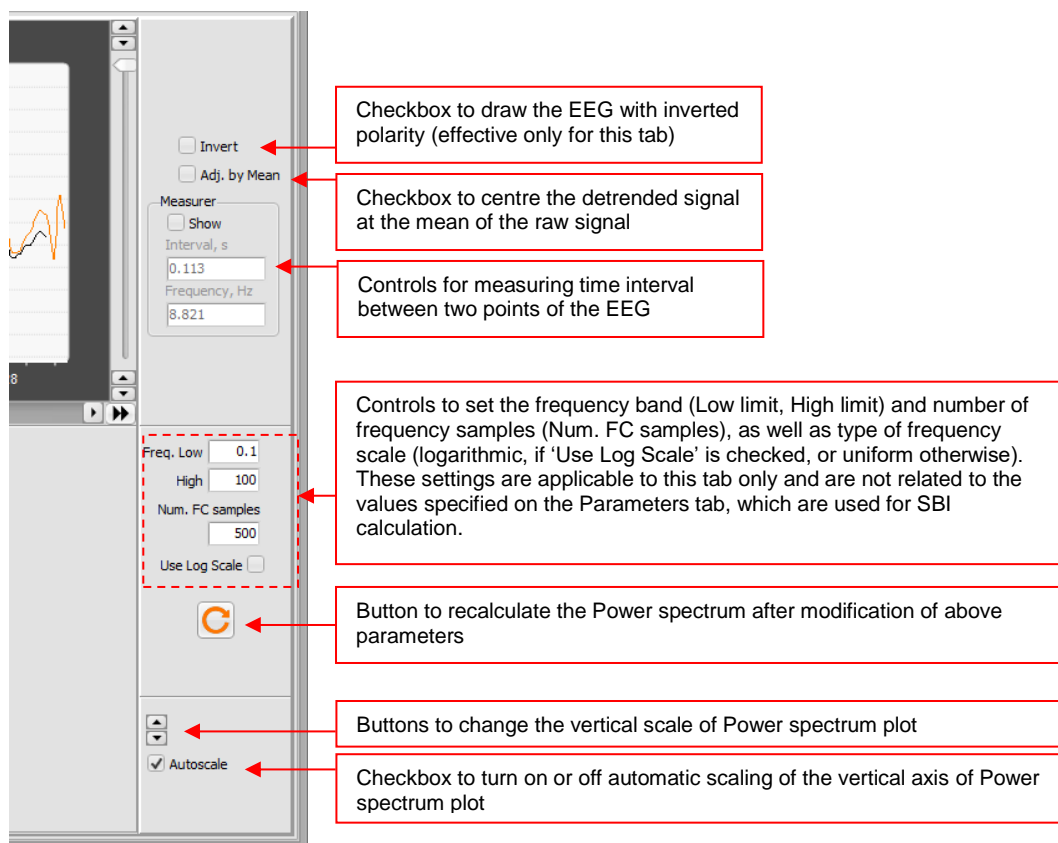 Checkbox to draw the EEG with inverted
polarity (effective only for this tab)
Invert
Adj. by Mean
Checkbox to centre the detrended signal
at the mean of the raw signal
Measurer
Show
Interval, s
0.113
Frequency, Hz
8.821
Controls for measuring time interval
between two points of the EEG
8
Controls to set the frequency band (Low limit, High limit) and number of
frequency samples (Num. FC samples), as well as type of frequency
scale (logarithmic, if ‘Use Log Scale’ is checked, or uniform otherwise).
These settings are applicable to this tab only and are not related to the
values specified on the Parameters tab, which are used for SBI
calculation.
Freq. Low 0.1
High 100
Num. FC samples
500
Use Log Scale
Button to recalculate the Power spectrum after modification of above
parameters
Buttons to change the vertical scale of Power spectrum plot
Autoscale
Checkbox to turn on or off automatic scaling of the vertical axis of Power
spectrum plot